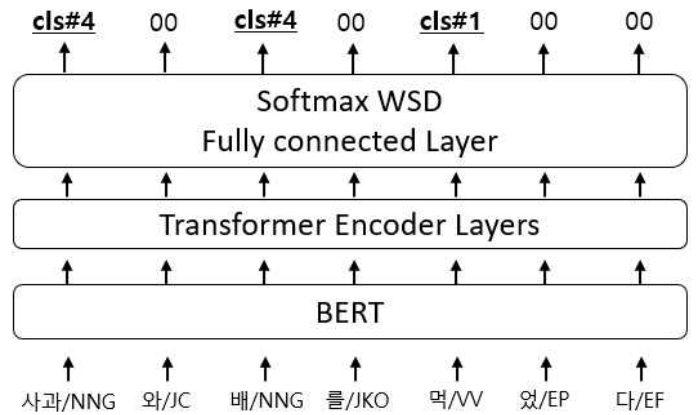 cls#4 00 cls#4 00 cls#1 00 00
Softmax WSD
Fully connected Layer
Transformer Encoder Layers
BERT
사과/NNG 와/JC 배/NNG 를/JKO 먹/VV 었/EP 다/EF